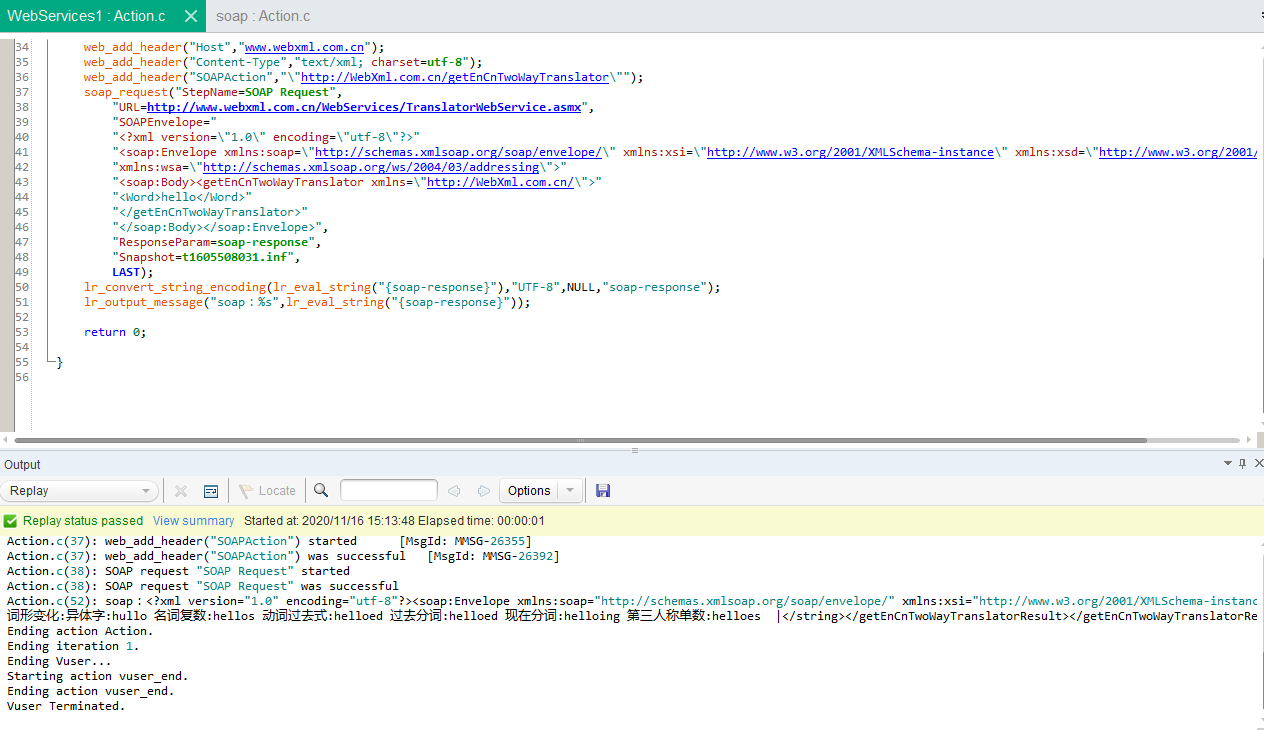 WebServices1 : Action.c
soap : Action.c
34 web_add_header("Host","www.webxml.com.cn");
35 web_add_header("Content-Type","text/xml; charset=utf-8");
36 web_add_header("SOAPAction","\"http://WebXml.com.cn/getEnCnTwoWayTranslator\"");
37 soap_request("StepName=SOAP Request",
38 "URL=http://www.webxml.com.cn/WebServices/TranslatorWebService.asmx",
39 "SOAPEnvelope="
40 "<?xml version=\"1.0\" encoding=\"utf-8\"?>"
41 "<soap:Envelope xmlns:soap=\"http://schemas.xmlsoap.org/soap/envelope/\" xmlns:xsi=\"http://www.w3.org/2001/XMLSchema-instance\" xmlns:xsd=\"http://www.w3.org/2001/
42 "xmlns:wsa=\"http://schemas.xmlsoap.org/ws/2004/03/addressing\">"
43 "<soap:Body><getEnCnTwoWayTranslator xmlns=\"http://WebXml.com.cn/\">"
44 "<Word>hello</Word>"
45 "</getEnCnTwoWayTranslator>"
46 "</soap:Body></soap:Envelope>",
47 "ResponseParam=soap-response",
48 "Snapshot=t1605508031.inf",
49 LAST);
50 lr_convert_string_encoding(lr_eval_string("{soap-response}"),"UTF-8",NULL,"soap-response");
51 lr_output_message("soap：%s",lr_eval_string("{soap-response}"));
52
53 return 0;
54
55 }
56
Output
Replay Locate Options
Replay status passed View summary Started at: 2020/11/16 15:13:48 Elapsed time: 00:00:01
Action.c(37): web_add_header("SOAPAction") started [MsgId: MMSG-26355]
Action.c(37): web_add_header("SOAPAction") was successful [MsgId: MMSG-26392]
Action.c(38): SOAP request "SOAP Request" started
Action.c(38): SOAP request "SOAP Request" was successful
Action.c(52): soap：<?xml version="1.0" encoding="utf-8"?><soap:Envelope xmlns:soap="http://schemas.xmlsoap.org/soap/envelope/" xmlns:xsi="http://www.w3.org/2001/XMLSchema-instanc
词形变化:异体字:hullo 名词复数:hellos 动词过去式:helloed 过去分词:helloed 现在分词:helloing 第三人称单数:helloes |</string></getEnCnTwoWayTranslatorResult></getEnCnTwoWayTranslatorRe
Ending action Action.
Ending iteration 1.
Ending Vuser...
Starting action vuser_end.
Ending action vuser_end.
Vuser Terminated.